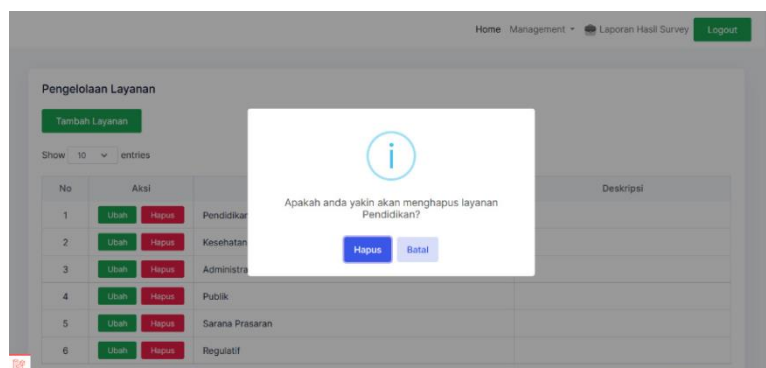 Home Management Laporan Hasil Survey Logout
Pengelolaan Layanan
Tambah Layanan
Show 10 entries
No Aksi Deskripsi
1 Ubah Hapus Pendidikan
2 Ubah Hapus Kesehatan
3 Ubah Hapus Administra
4 Ubah Hapus Publik
5 Ubah Hapus Sarana Prasaran
6 Ubah Hapus Regulatif
i
Apakah anda yakin akan menghapus layanan
Pendidikan?
Hapus Batal